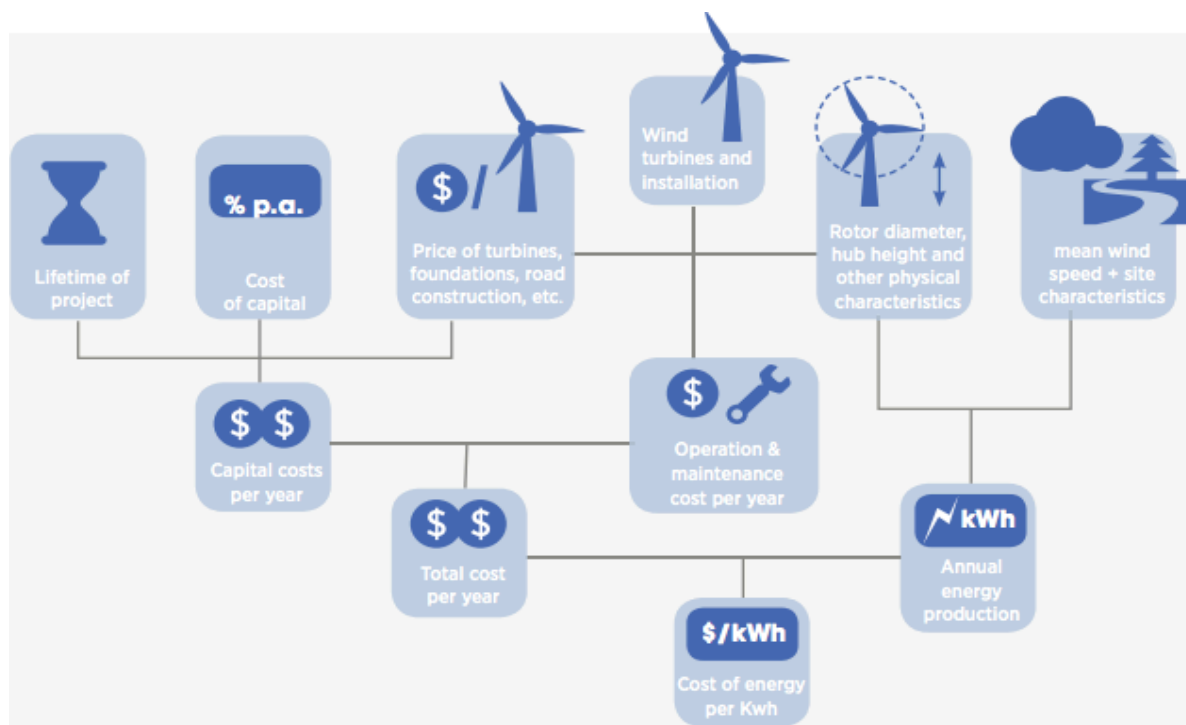 Lifetime of
project
% p.a.
Cost
of capital
$/
Price of turbines,
foundations, road
construction, etc.
Wind
turbines and
installation
Rotor diameter,
hub height and
other physical
characteristics
mean wind
speed + site
characteristics
$ $
Capital costs
per year
$
Operation &
maintenance
cost per year
$ $
Total cost
per year
kWh
Annual
energy
production
$/kWh
Cost of energy
per Kwh